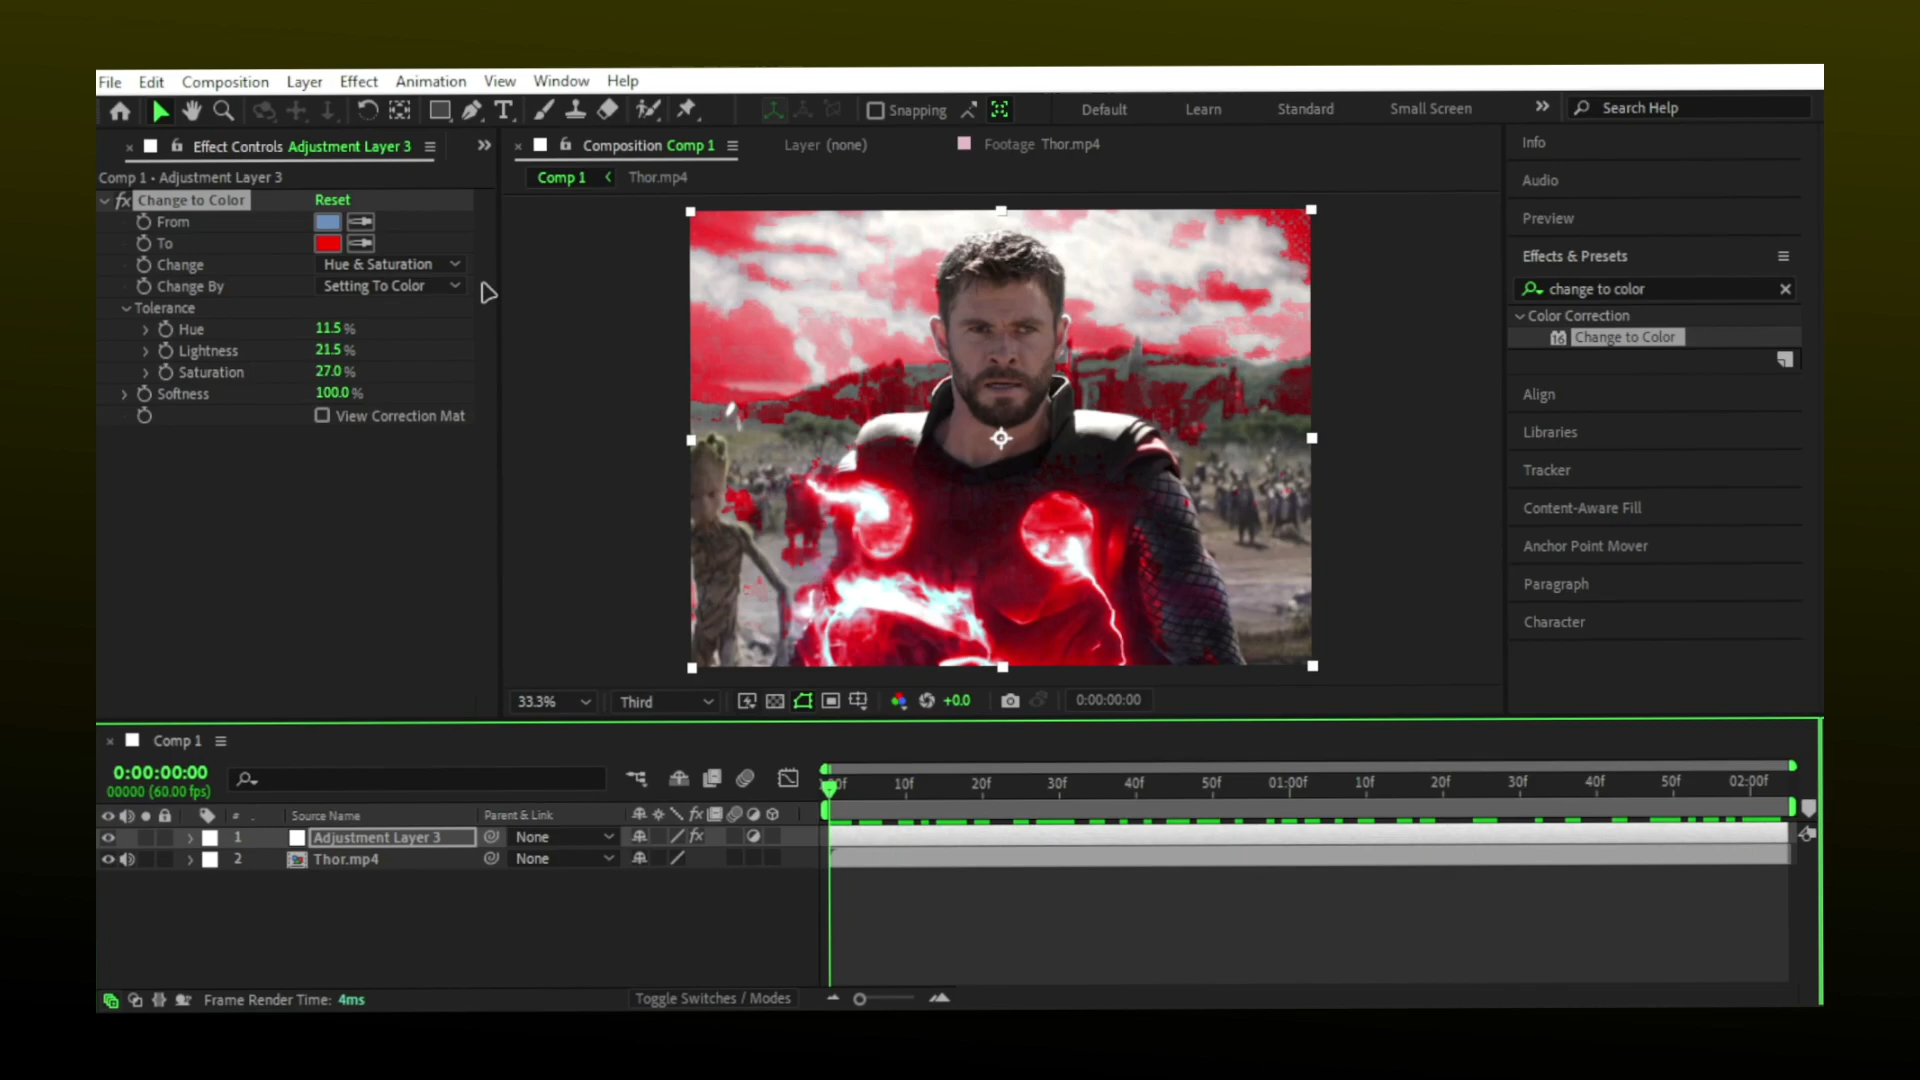 File Edit Composition Layer Effect Animation View Window Help
Snapping Default Learn Standard Small Screen Search Help
Effect Controls Adjustment Layer 3
Composition Comp 1 Layer (none) Footage Thor.mp4
Comp 1 • Adjustment Layer 3
Comp 1 Thor.mp4
fx Change to Color Reset
From
To
Change Hue & Saturation
Change By Setting To Color
Tolerance
Hue 11.5 %
Lightness 21.5 %
Saturation 27.0 %
Softness 100.0 %
View Correction Mat
Info
Audio
Preview
Effects & Presets
change to color
Color Correction
16 Change to Color
Align
Libraries
Tracker
Content-Aware Fill
Anchor Point Mover
Paragraph
Character
33.3% Third +0.0 0:00:00:00
Comp 1
0:00:00:00
00000 (60.00 fps)
10f 20f 30f 40f 50f 01:00f 10f 20f 30f 40f 50f 02:00f
# Source Name Parent & Link fx
1 Adjustment Layer 3 None fx
2 Thor.mp4 None
Frame Render Time: 4ms Toggle Switches / Modes